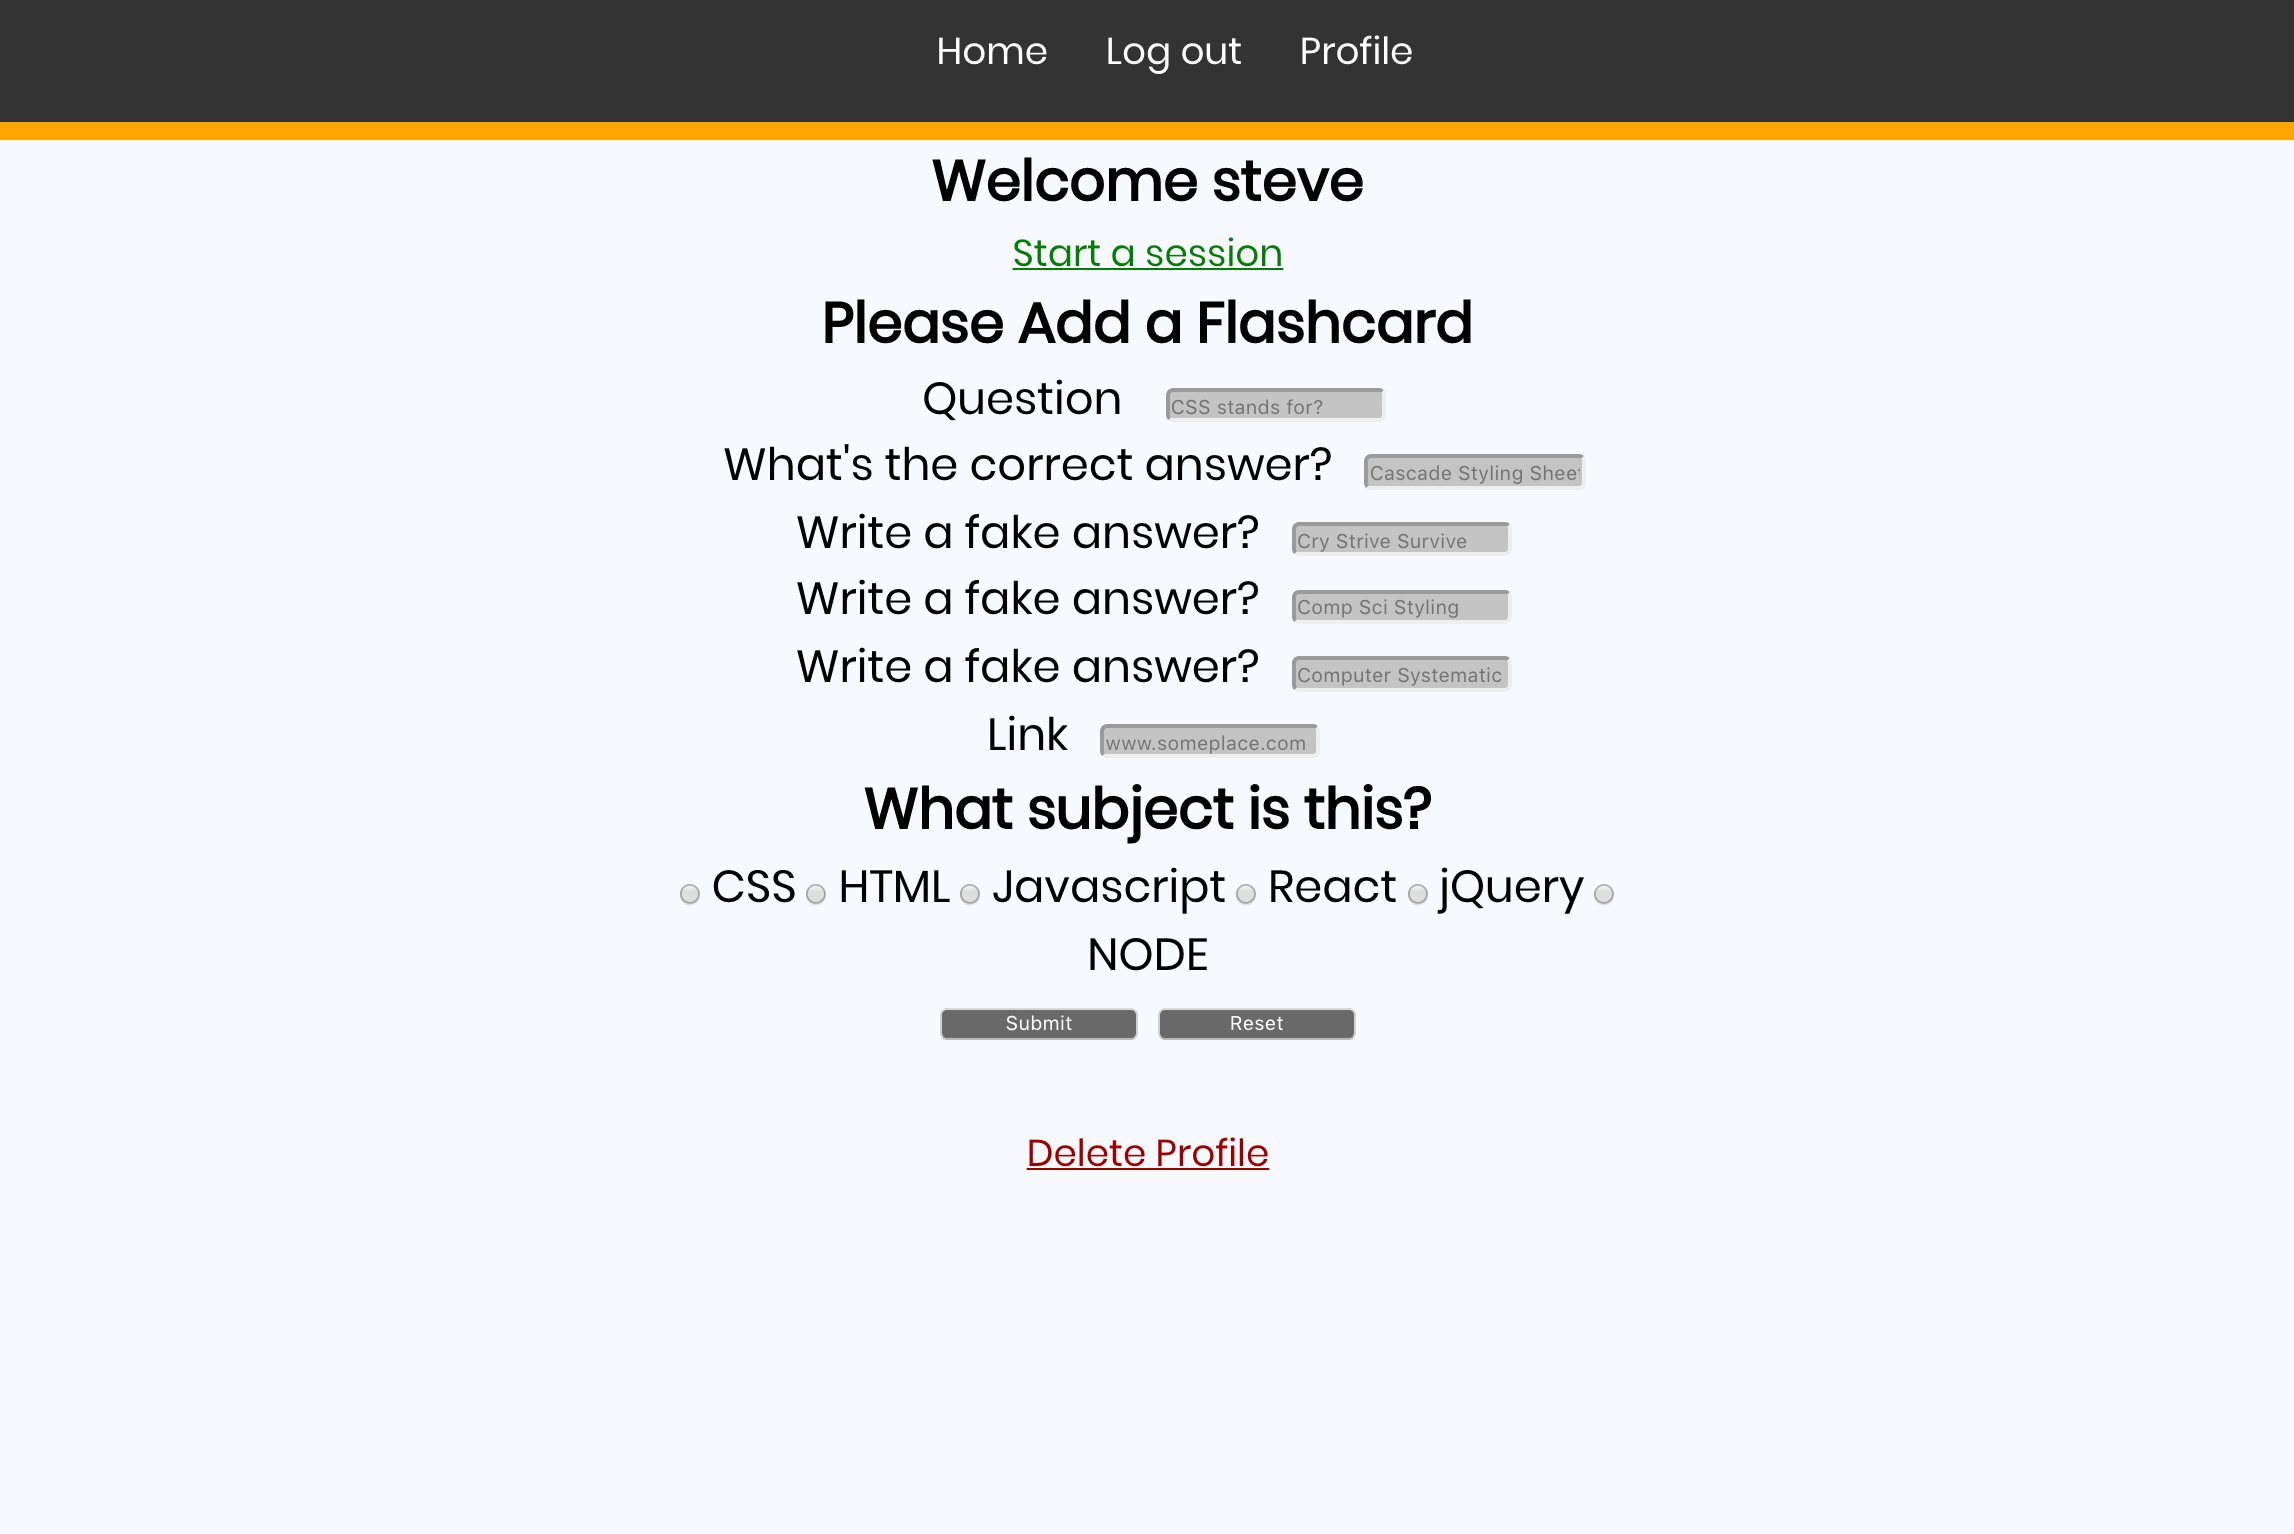 Home Log out Profile
Welcome steve
Start a session
Please Add a Flashcard
Question CSS stands for?
What's the correct answer? Cascade Styling Sheet
Write a fake answer? Cry Strive Survive
Write a fake answer? Comp Sci Styling
Write a fake answer? Computer Systematic
Link www.someplace.com
What subject is this?
CSS HTML Javascript React jQuery
NODE
Submit Reset
Delete Profile